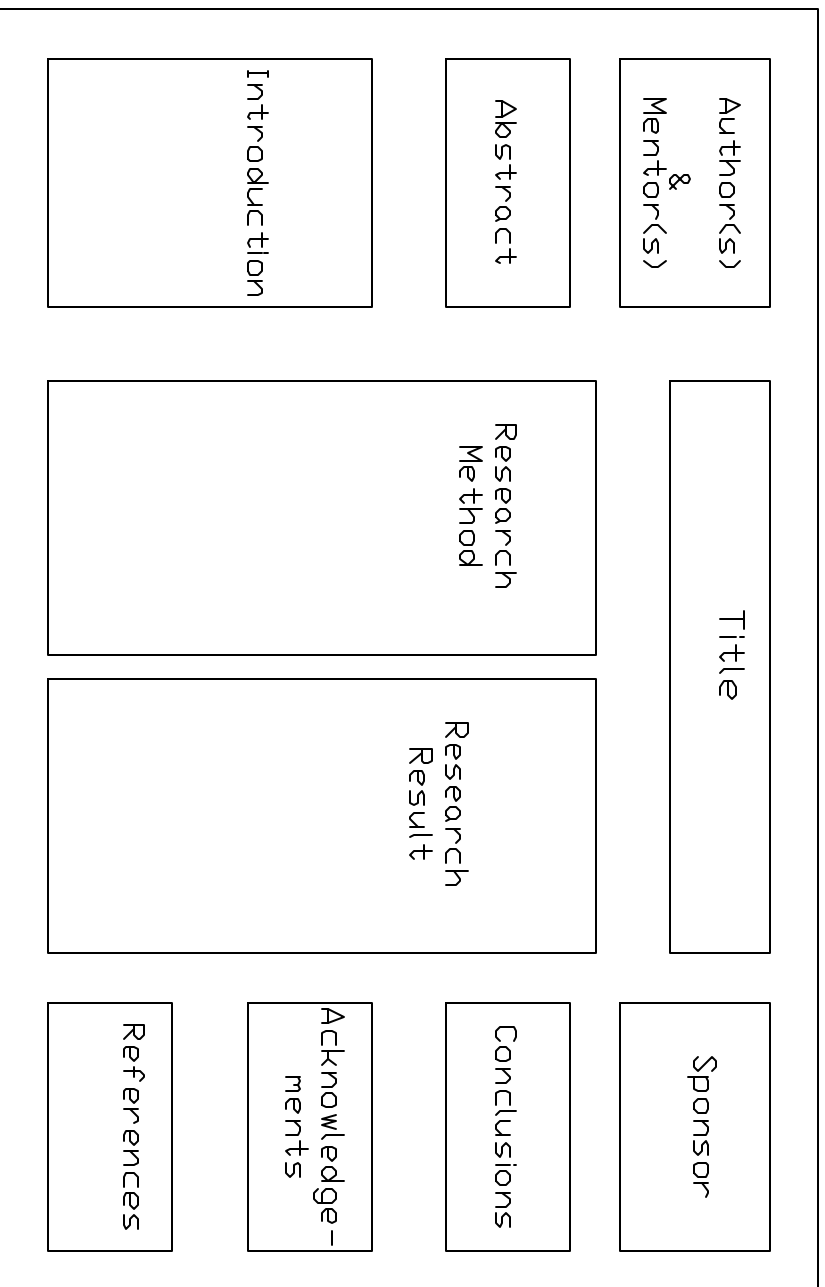 Author(s)
&
Mentor(s)
Title
Sponsor
Abstract
Introduction
Research
Method
Research
Result
Conclusions
Acknowledge-
ments
References